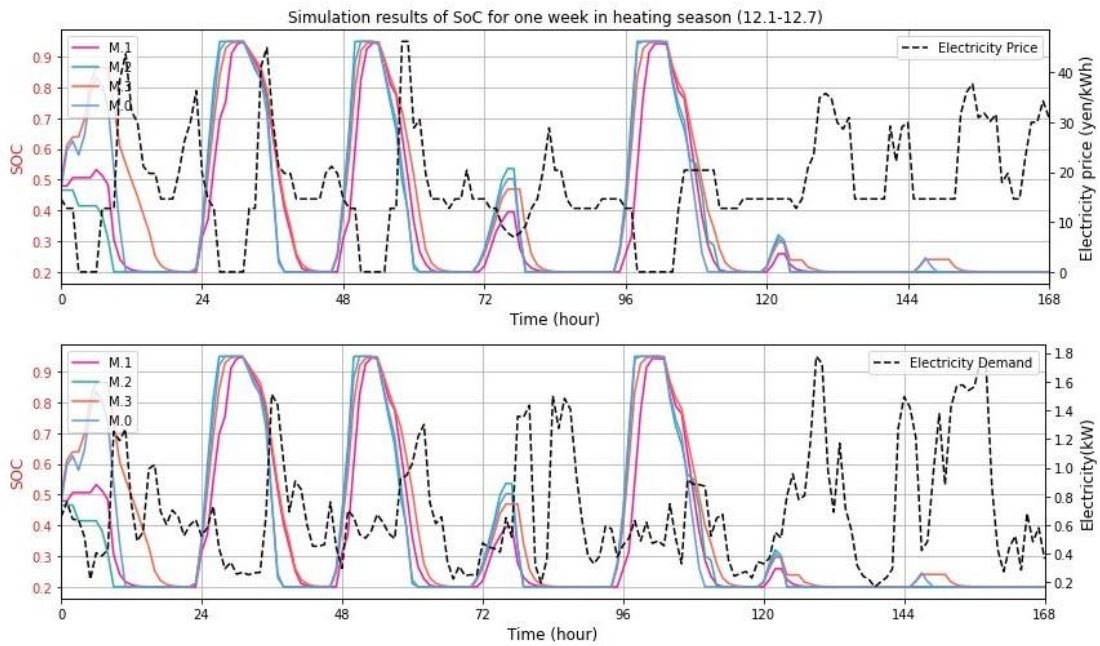 Simulation results of SoC for one week in heating season (12.1-12.7)
M.1
M.2
M.3
M.0
Electricity Price
0.9
0.8
0.7
0.6
0.5
0.4
0.3
0.2
SOC
40
30
20
10
0
Electricity price (yen/kWh)
0 24 48 72 96 120 144 168
Time (hour)
M.1
M.2
M.3
M.0
Electricity Demand
0.9
0.8
0.7
0.6
0.5
0.4
0.3
0.2
SOC
1.8
1.6
1.4
1.2
1.0
0.8
0.6
0.4
0.2
Electricity(kW)
0 24 48 72 96 120 144 168
Time (hour)